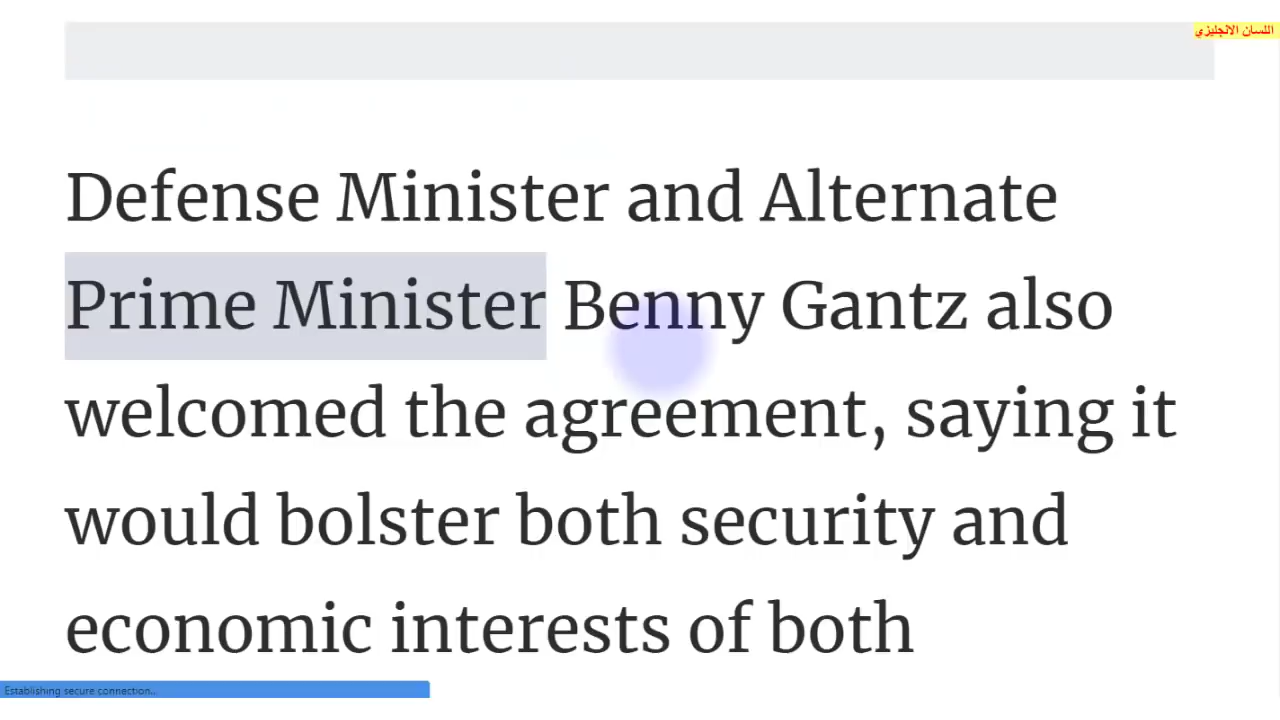 اللسان الانجليزي
Defense Minister and Alternate
Prime Minister Benny Gantz also
welcomed the agreement, saying it
would bolster both security and
economic interests of both
Establishing secure connection...